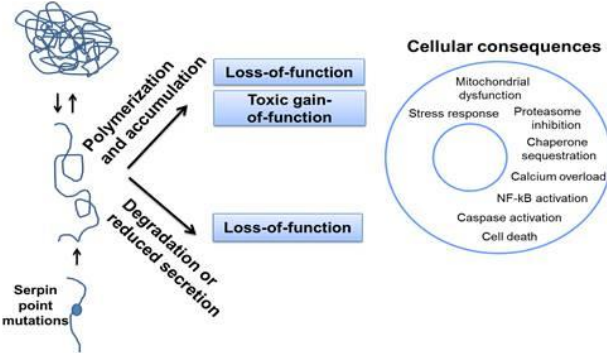 Cellular consequences
Polymerization
and accumulation
Loss-of-function
Toxic gain-
of-function
Mitochondrial
dysfunction
Stress response
Proteasome
inhibition
Chaperone
sequestration
Calcium overload
NF-kB activation
Caspase activation
Cell death
Degradation or
reduced secretion
Loss-of-function
Serpin
point
mutations